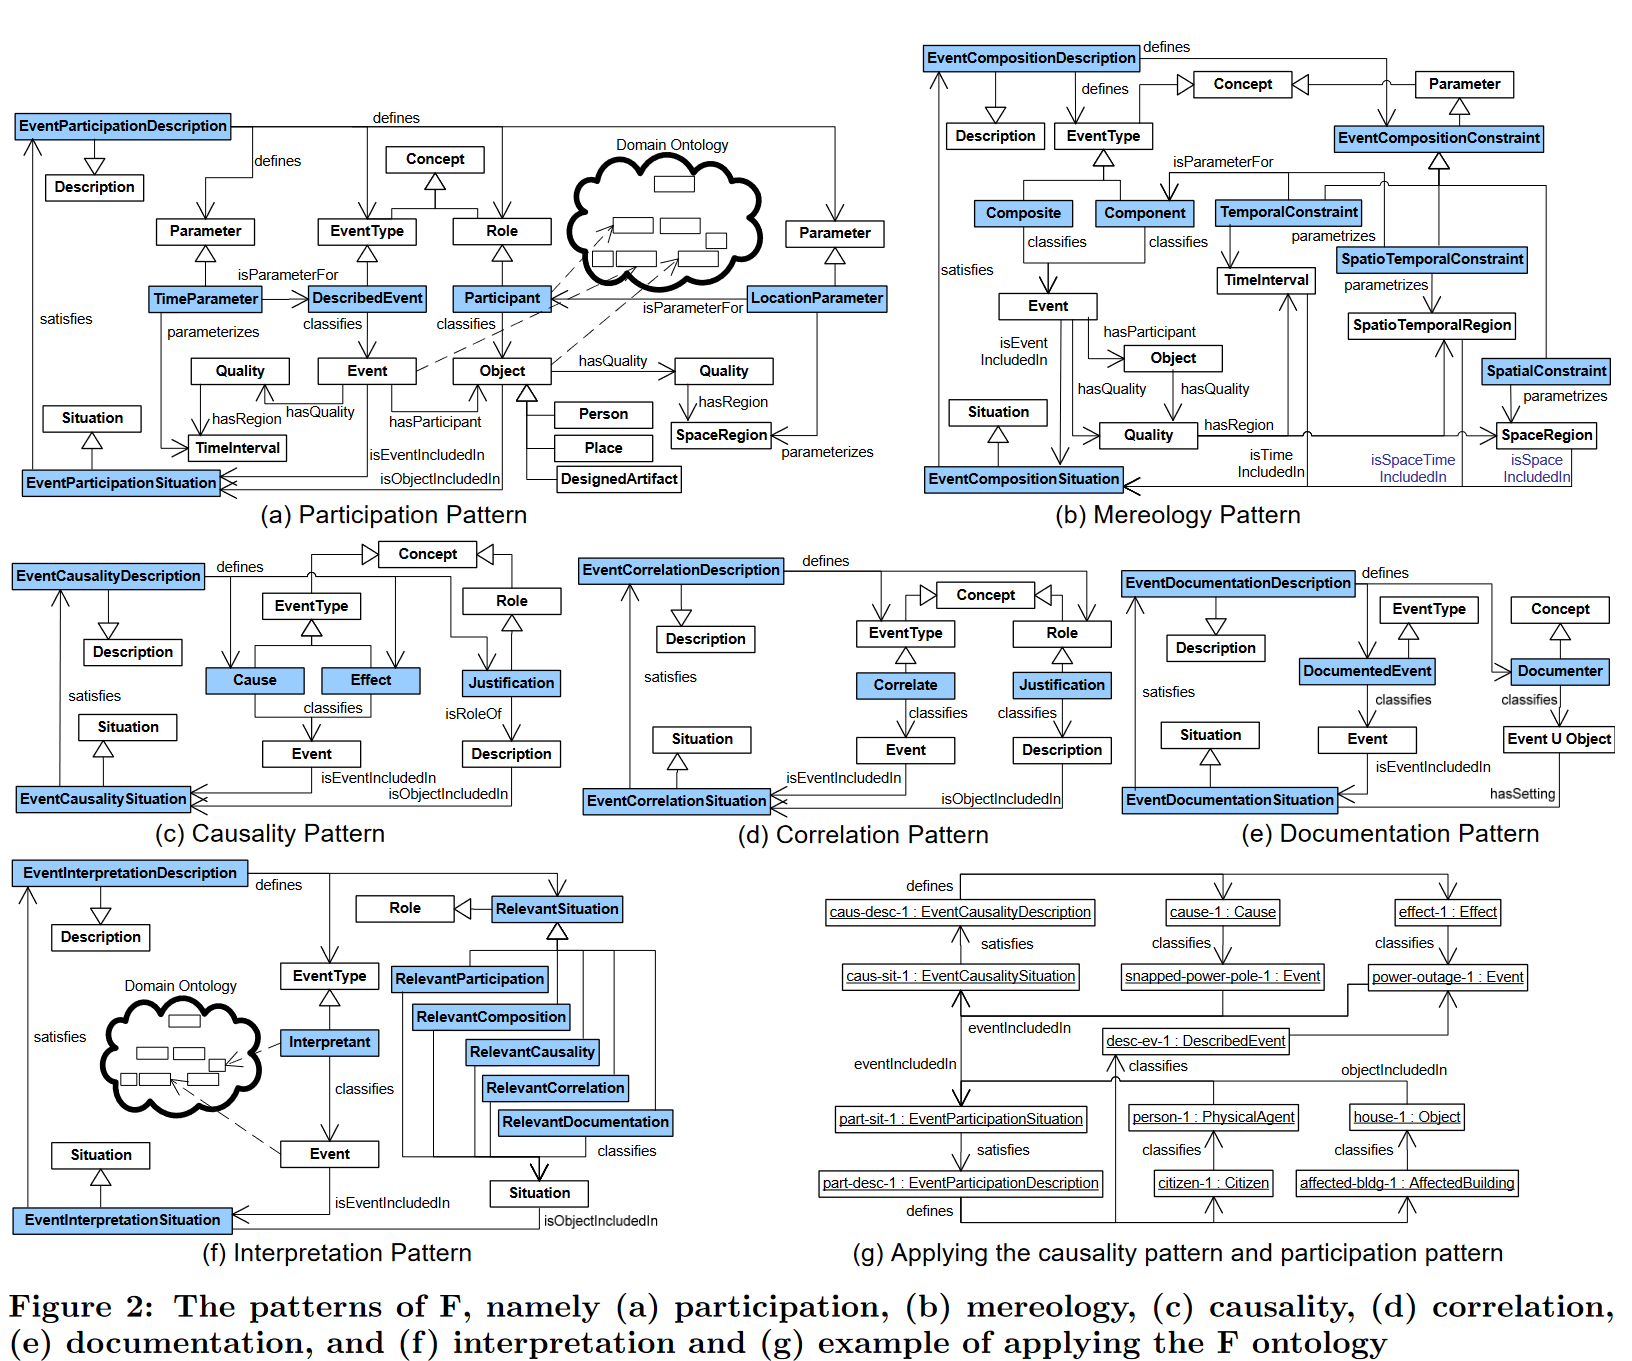 EventParticipationDescription
defines
defines
Concept
Domain Ontology
Description
Parameter
EventType
Role
Parameter
isParameterFor
TimeParameter
DescribedEvent
Participant
LocationParameter
isParameterFor
satisfies
parameterizes
classifies
classifies
Quality
Event
Object
hasQuality
Quality
Situation
hasRegion
hasQuality
hasParticipant
Person
hasRegion
TimeInterval
Place
SpaceRegion
parameterizes
isEventIncludedIn
EventParticipationSituation
isObjectIncludedIn
DesignedArtifact
(a) Participation Pattern
EventCompositionDescription
defines
defines
Concept
Parameter
Description
EventType
EventCompositionConstraint
isParameterFor
Composite
Component
TemporalConstraint
classifies
classifies
parametrizes
satisfies
TimeInterval
SpatioTemporalConstraint
parametrizes
Event
SpatioTemporalRegion
isEvent
IncludedIn
hasParticipant
Object
hasQuality
hasQuality
SpatialConstraint
parametrizes
Situation
Quality
hasRegion
SpaceRegion
isTime
IncludedIn
isSpaceTime
IncludedIn
isSpace
IncludedIn
EventCompositionSituation
(b) Mereology Pattern
EventCausalityDescription
defines
Concept
EventType
Role
Description
Cause
Effect
Justification
satisfies
classifies
isRoleOf
Situation
Event
Description
isEventIncludedIn
EventCausalitySituation
isObjectIncludedIn
(c) Causality Pattern
EventCorrelationDescription
defines
Concept
Description
EventType
Role
satisfies
Correlate
Justification
classifies
classifies
Situation
Event
Description
isEventIncludedIn
EventCorrelationSituation
isObjectIncludedIn
(d) Correlation Pattern
EventDocumentationDescription
defines
EventType
Concept
Description
DocumentedEvent
Documenter
satisfies
classifies
classifies
Situation
Event
Event U Object
isEventIncludedIn
EventDocumentationSituation
hasSetting
(e) Documentation Pattern
EventInterpretationDescription
defines
Role
RelevantSituation
Description
EventType
RelevantParticipation
Domain Ontology
RelevantComposition
satisfies
Interpretant
RelevantCausality
classifies
RelevantCorrelation
RelevantDocumentation
Situation
Event
classifies
Situation
isEventIncludedIn
EventInterpretationSituation
isObjectIncludedIn
(f) Interpretation Pattern
defines
caus-desc-1 : EventCausalityDescription
cause-1 : Cause
effect-1 : Effect
satisfies
classifies
classifies
caus-sit-1 : EventCausalitySituation
snapped-power-pole-1 : Event
power-outage-1 : Event
eventIncludedIn
desc-ev-1 : DescribedEvent
eventIncludedIn
classifies
objectIncludedIn
part-sit-1 : EventParticipationSituation
person-1 : PhysicalAgent
house-1 : Object
satisfies
classifies
classifies
part-desc-1 : EventParticipationDescription
citizen-1 : Citizen
affected-bldg-1 : AffectedBuilding
defines
(g) Applying the causality pattern and participation pattern
Figure 2: The patterns of F, namely (a) participation, (b) mereology, (c) causality, (d) correlation,
(e) documentation, and (f) interpretation and (g) example of applying the F ontology